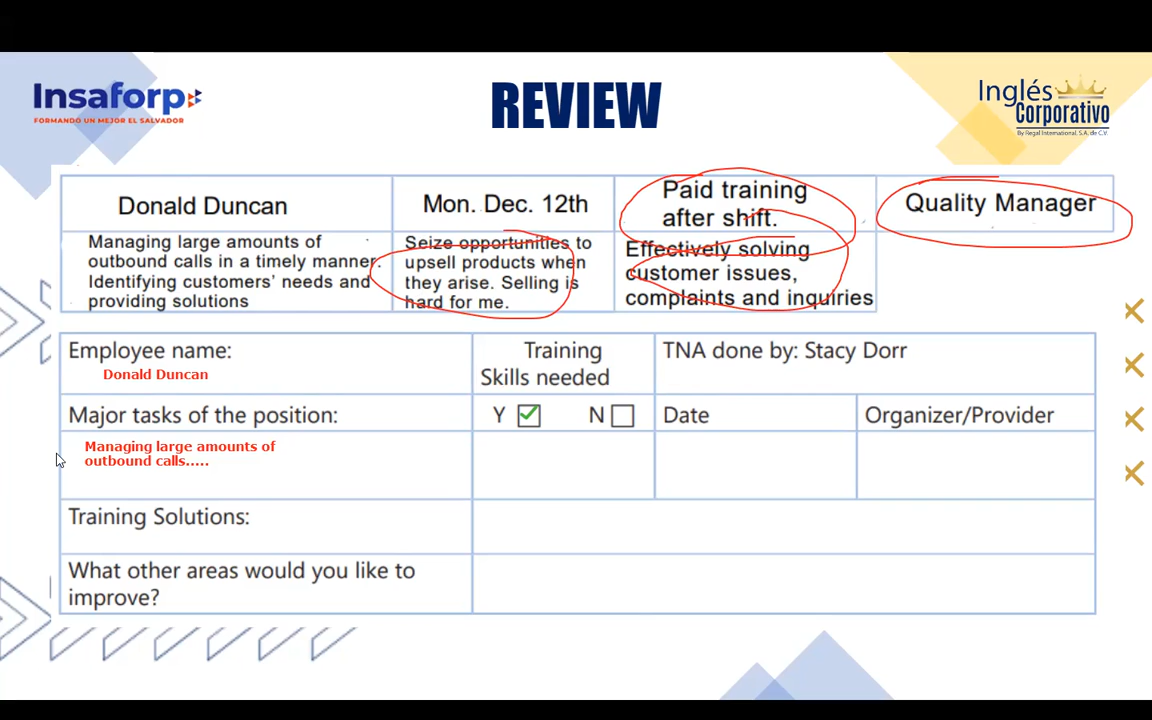 Insaforp
FORMANDO UN MEJOR EL SALVADOR
REVIEW
Inglés
Corporativo
By Regal International, S.A. de C.V.
Donald Duncan
Mon. Dec. 12th
Paid training
after shift.
Quality Manager
Managing large amounts of
outbound calls in a timely manner.
Identifying customers' needs and
providing solutions
Seize opportunities to
upsell products when
they arise. Selling is
hard for me.
Effectively solving
customer issues,
complaints and inquiries
Employee name:
Donald Duncan
Training
Skills needed
TNA done by: Stacy Dorr
Major tasks of the position:
Y
N
Date
Organizer/Provider
Managing large amounts of
outbound calls.....
Training Solutions:
What other areas would you like to
improve?